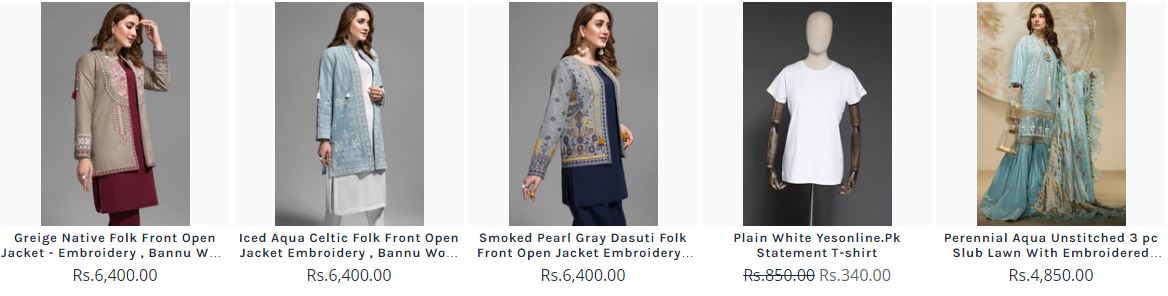 Greige Native Folk Front Open
Jacket - Embroidery , Bannu W...
Rs.6,400.00
Iced Aqua Celtic Folk Front Open
Jacket Embroidery , Bannu Wo...
Rs.6,400.00
Smoked Pearl Gray Dasuti Folk
Front Open Jacket Embroidery...
Rs.6,400.00
Plain White Yesonline.Pk
Statement T-shirt
Rs.850.00 Rs.340.00
Perennial Aqua Unstitched 3 pc
Slub Lawn With Embroidered...
Rs.4,850.00